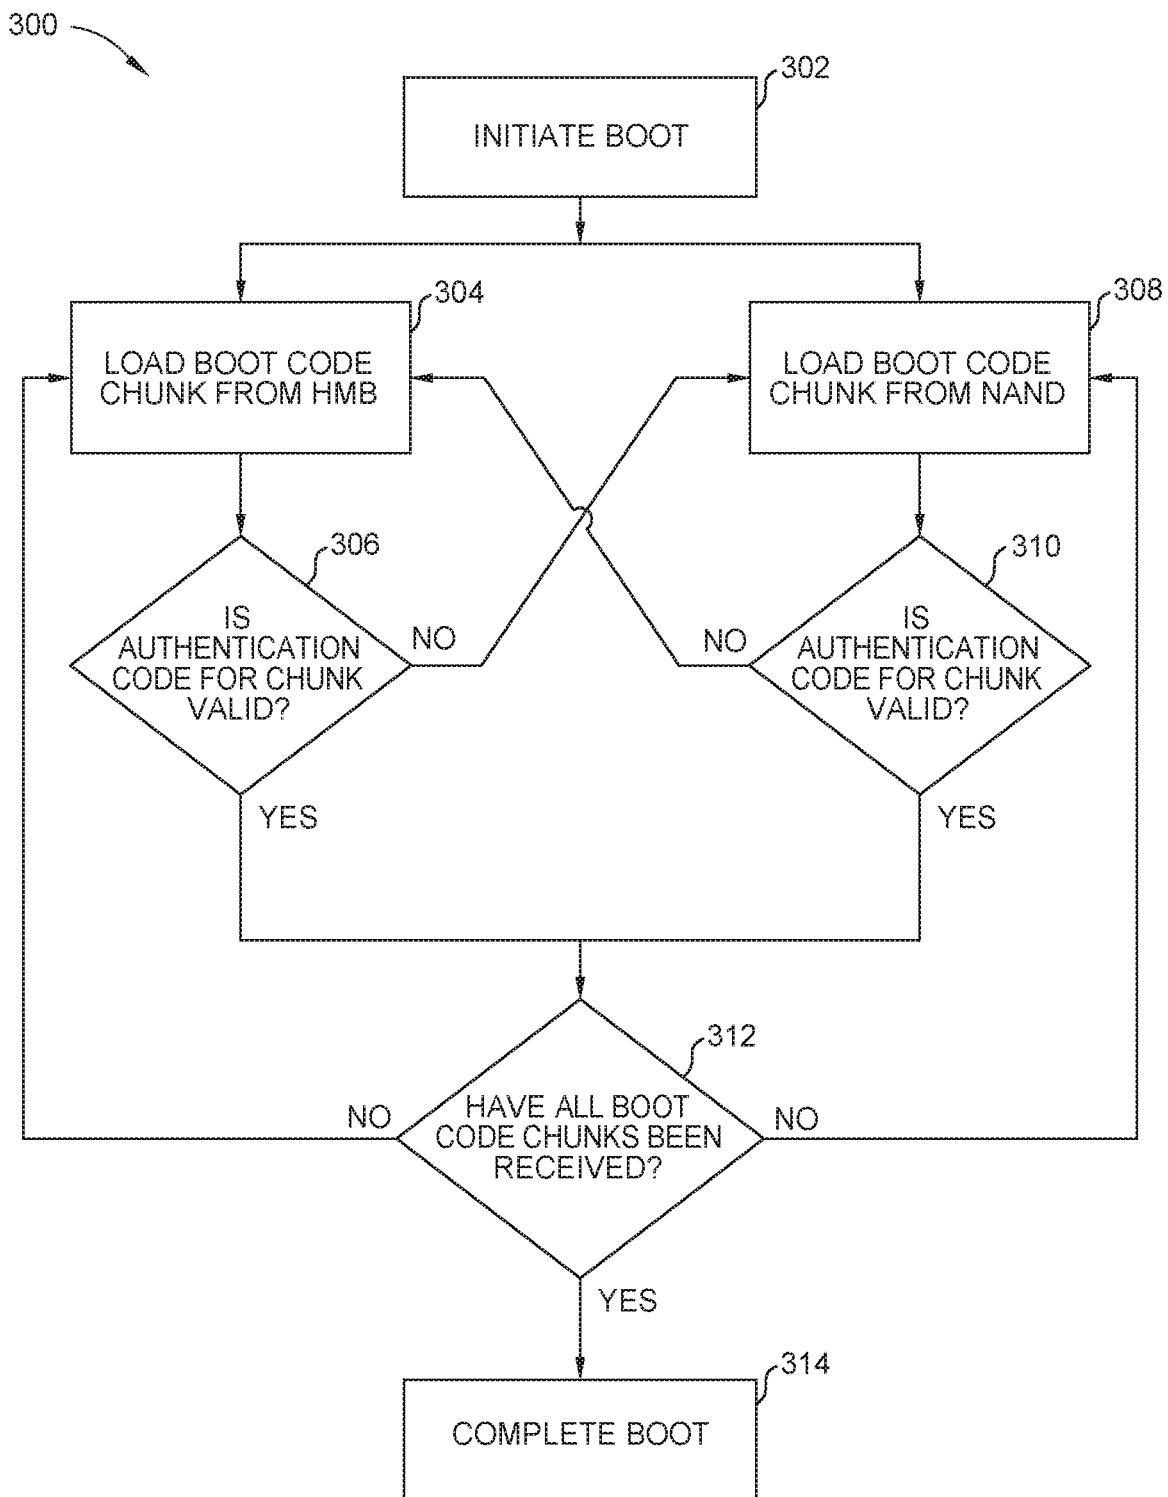 300
302
INITIATE BOOT
304
LOAD BOOT CODE
CHUNK FROM HMB
308
LOAD BOOT CODE
CHUNK FROM NAND
306
IS
AUTHENTICATION
CODE FOR CHUNK
VALID?
NO
YES
310
IS
AUTHENTICATION
CODE FOR CHUNK
VALID?
NO
YES
312
HAVE ALL BOOT
CODE CHUNKS BEEN
RECEIVED?
NO
NO
YES
314
COMPLETE BOOT